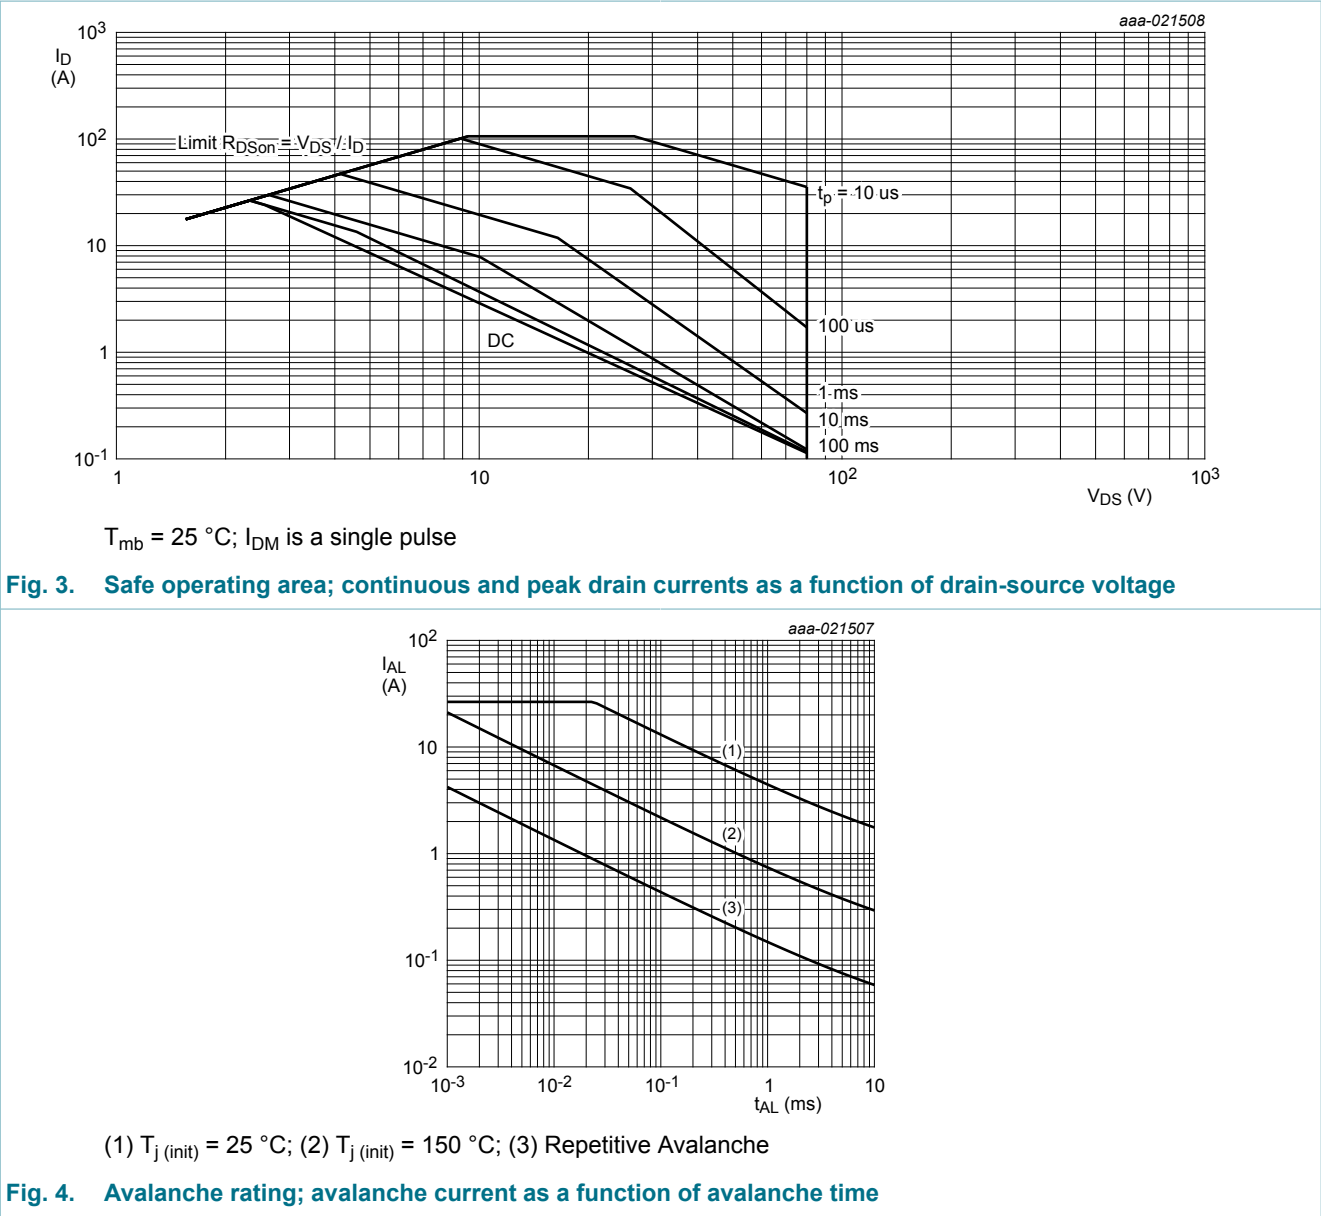 aaa-021508
10³
I_D
(A)
10²
Limit R_DSon = V_DS / I_D
t_p = 10 us
10
100 us
DC
1
1 ms
10 ms
100 ms
10⁻¹
1
10
10²
10³
V_DS (V)
T_mb = 25 °C; I_DM is a single pulse
Fig. 3. Safe operating area; continuous and peak drain currents as a function of drain-source voltage
aaa-021507
10²
I_AL
(A)
10
(1)
(2)
1
(3)
10⁻¹
10⁻²
10⁻³
10⁻²
10⁻¹
1
10
t_AL (ms)
(1) T_j (init) = 25 °C; (2) T_j (init) = 150 °C; (3) Repetitive Avalanche
Fig. 4. Avalanche rating; avalanche current as a function of avalanche time